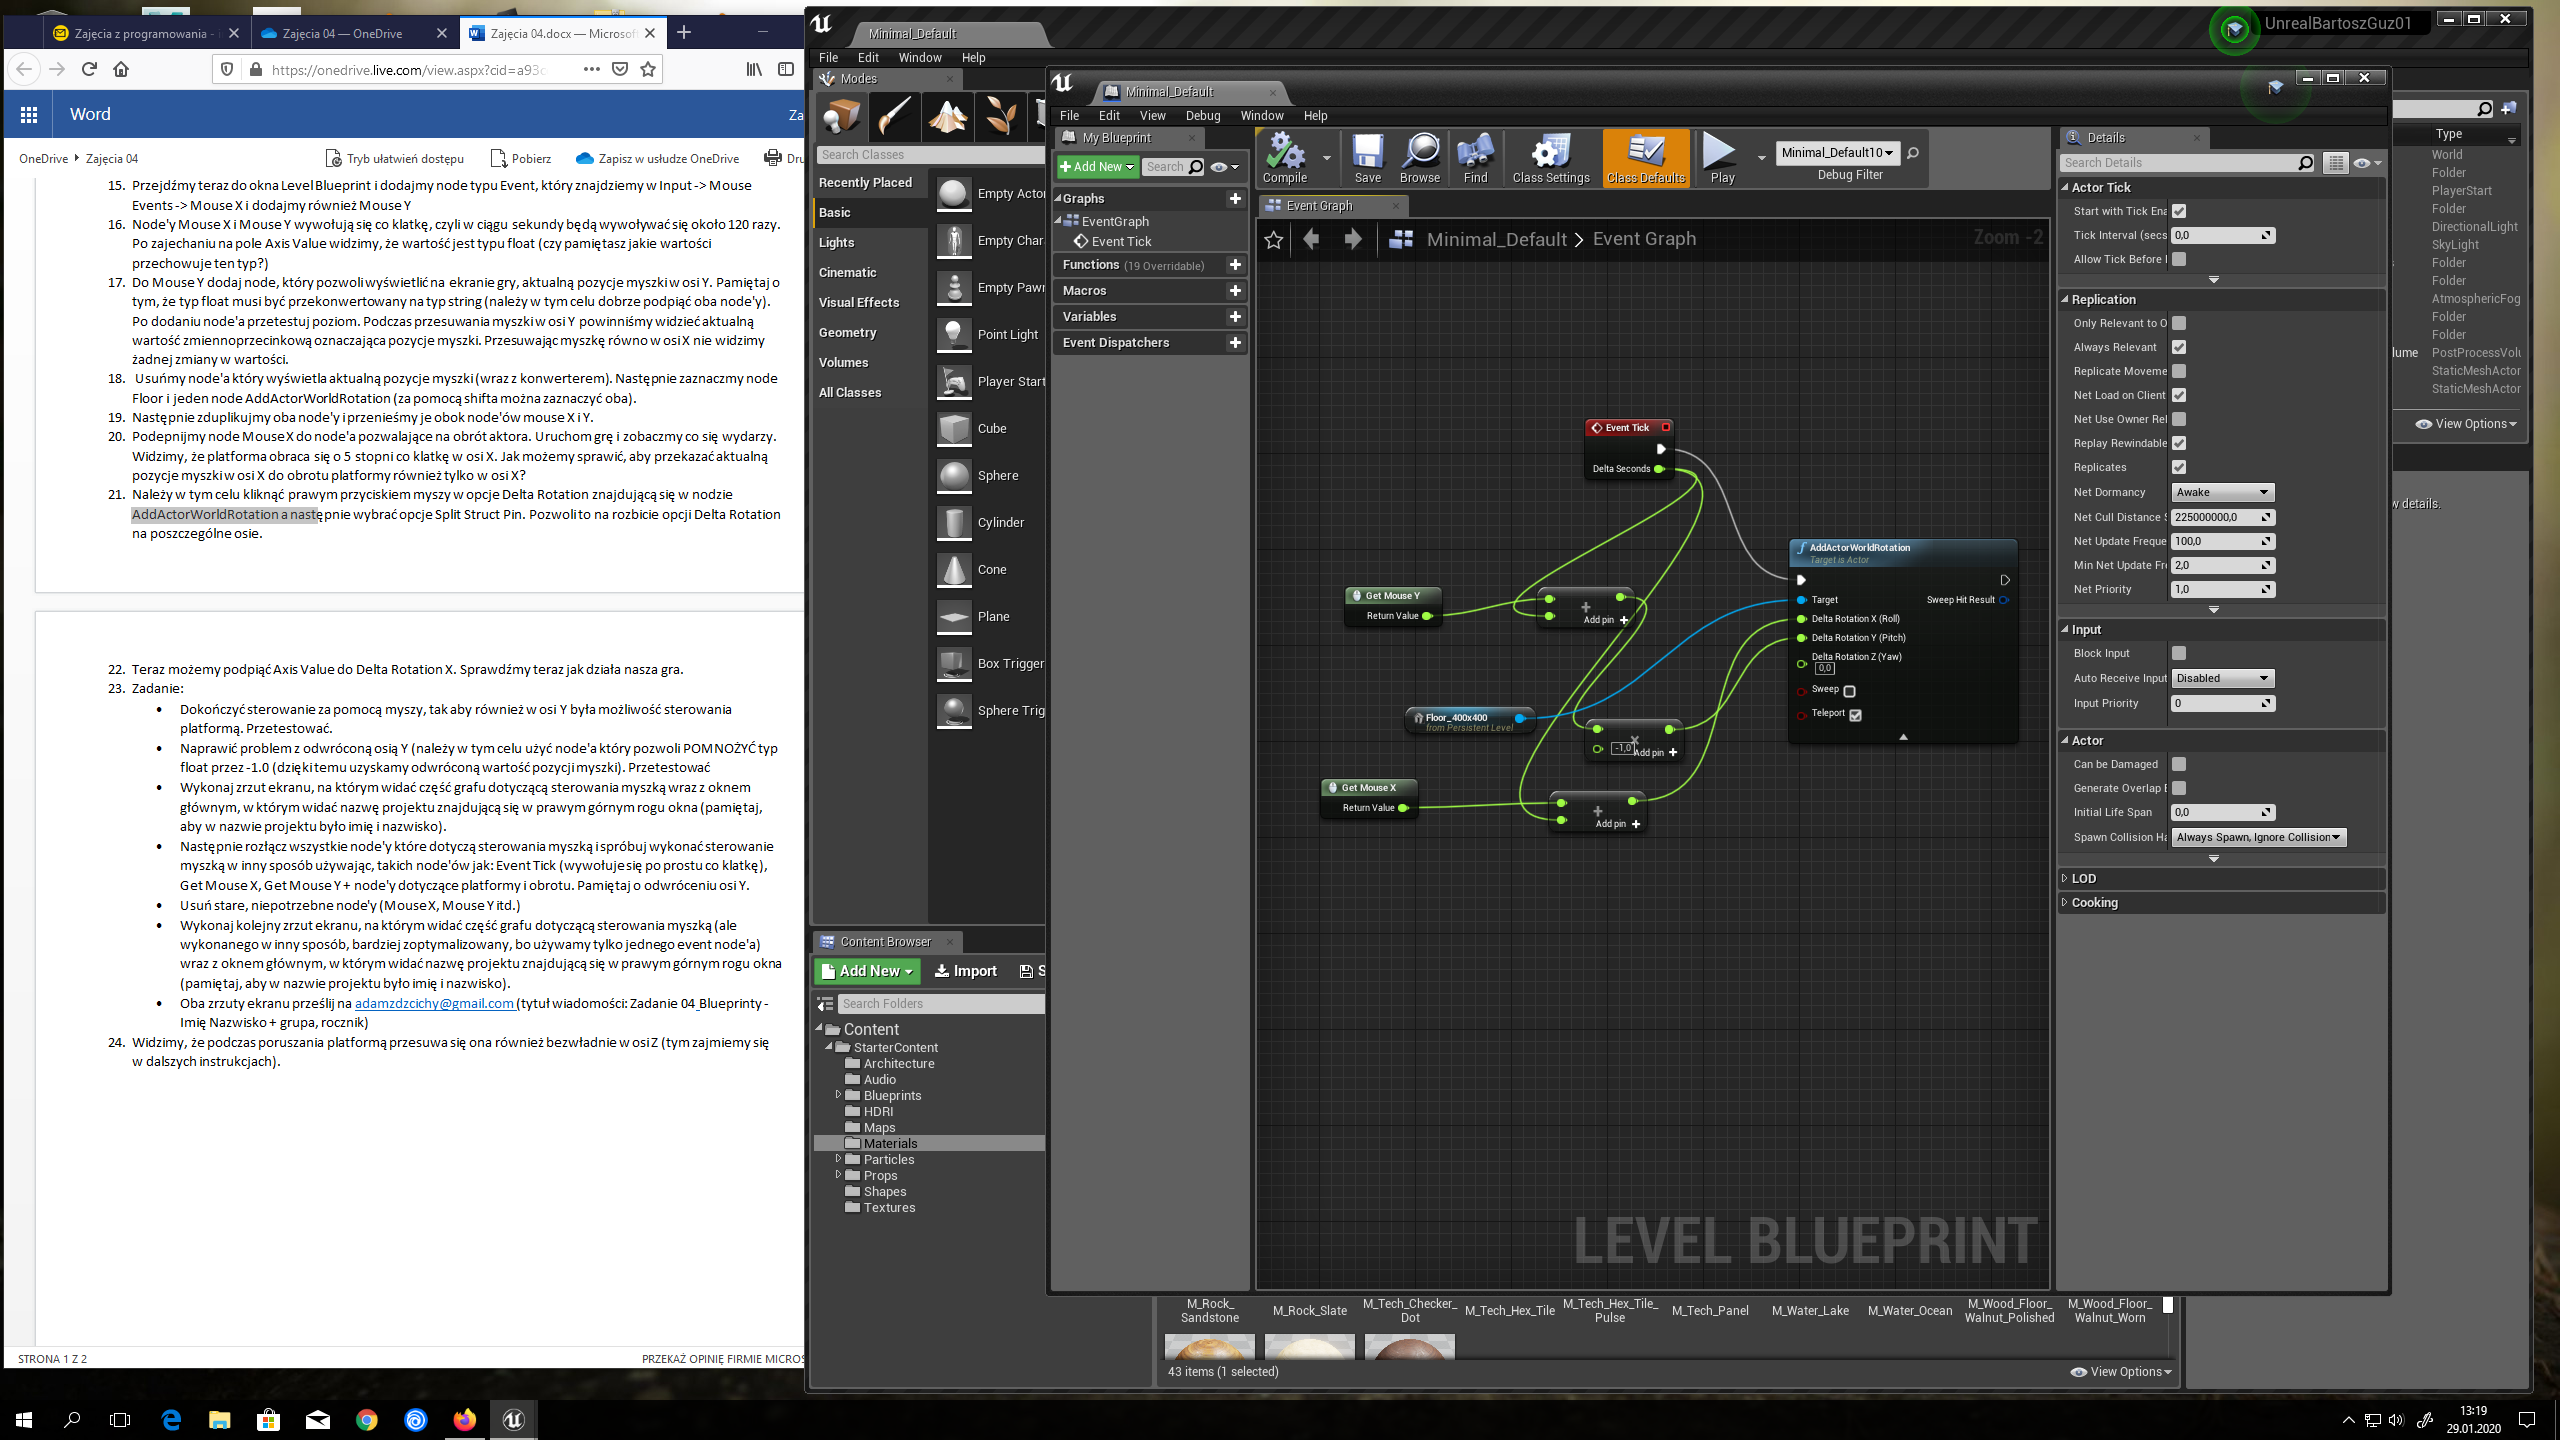 Zajęcia z programowania -
Zajęcia 04 — OneDrive
Zajęcia 04.docx — Microsof
https://onedrive.live.com/view.aspx?cid=a93c
Word
Za
OneDrive
Zajęcia 04
Tryb ułatwień dostępu
Pobierz
Zapisz w usłudze OneDrive
Dru
15. Przejdźmy teraz do okna Level Blueprint i dodajmy node typu Event, który znajdziemy w Input -> Mouse
Events -> Mouse X i dodajmy również Mouse Y
16. Node'y Mouse X i Mouse Y wywołują się co klatkę, czyli w ciągu sekundy będą wywoływać się około 120 razy.
Po zajechaniu na pole Axis Value widzimy, że wartość jest typu float (czy pamiętasz jakie wartości
przechowuje ten typ?)
17. Do Mouse Y dodaj node, który pozwoli wyświetlić na ekranie gry, aktualną pozycje myszki w osi Y. Pamiętaj o
tym, że typ float musi być przekonwertowany na typ string (należy w tym celu dobrze podpiąć oba node'y).
Po dodaniu node'a przetestuj poziom. Podczas przesuwania myszki w osi Y powinniśmy widzieć aktualną
wartość zmiennoprzecinkową oznaczająca pozycje myszki. Przesuwając myszkę równo w osi X nie widzimy
żadnej zmiany w wartości.
18. Usuńmy node'a który wyświetla aktualną pozycje myszki (wraz z konwerterem). Następnie zaznaczmy node
Floor i jeden node AddActorWorldRotation (za pomocą shifta można zaznaczyć oba).
19. Następnie zduplikujmy oba node'y i przenieśmy je obok node'ów mouse X i Y.
20. Podepnijmy node Mouse X do node'a pozwalające na obrót aktora. Uruchom grę i zobaczmy co się wydarzy.
Widzimy, że platforma obraca się o 5 stopni co klatkę w osi X. Jak możemy sprawić, aby przekazać aktualną
pozycje myszki w osi X do obrotu platformy również tylko w osi X?
21. Należy w tym celu kliknąć prawym przyciskiem myszy w opcje Delta Rotation znajdującą się w nodzie
AddActorWorldRotation a następnie wybrać opcje Split Struct Pin. Pozwoli to na rozbicie opcji Delta Rotation
na poszczególne osie.
22. Teraz możemy podpiąć Axis Value do Delta Rotation X. Sprawdźmy teraz jak działa nasza gra.
23. Zadanie:
• Dokończyć sterowanie za pomocą myszy, tak aby również w osi Y była możliwość sterowania
platformą. Przetestować.
• Naprawić problem z odwróconą osią Y (należy w tym celu użyć node'a który pozwoli POMNOŻYĆ typ
float przez -1.0 (dzięki temu uzyskamy odwróconą wartość pozycji myszki). Przetestować
• Wykonaj zrzut ekranu, na którym widać część grafu dotyczącą sterowania myszką wraz z oknem
głównym, w którym widać nazwę projektu znajdującą się w prawym górnym rogu okna (pamiętaj,
aby w nazwie projektu było imię i nazwisko).
• Następnie rozłącz wszystkie node'y które dotyczą sterowania myszką i spróbuj wykonać sterowanie
myszką w inny sposób używając, takich node'ów jak: Event Tick (wywołuje się po prostu co klatkę),
Get Mouse X, Get Mouse Y + node'y dotyczące platformy i obrotu. Pamiętaj o odwróceniu osi Y.
• Usuń stare, niepotrzebne node'y (Mouse X, Mouse Y itd.)
• Wykonaj kolejny zrzut ekranu, na którym widać część grafu dotyczącą sterowania myszką (ale
wykonanego w inny sposób, bardziej zoptymalizowany, bo używamy tylko jednego event node'a)
wraz z oknem głównym, w którym widać nazwę projektu znajdującą się w prawym górnym rogu okna
(pamiętaj, aby w nazwie projektu było imię i nazwisko).
• Oba zrzuty ekranu prześlij na adamzdzcichy@gmail.com (tytuł wiadomości: Zadanie 04_Blueprinty -
Imię Nazwisko + grupa, rocznik)
24. Widzimy, że podczas poruszania platformą przesuwa się ona również bezwładnie w osi Z (tym zajmiemy się
w dalszych instrukcjach).
STRONA 1 Z 2
PRZEKAŻ OPINIĘ FIRMIE MICROS
Minimal_Default
UnrealBartoszGuz01
File Edit Window Help
Modes
Search Classes
Recently Placed
Basic
Lights
Cinematic
Visual Effects
Geometry
Volumes
All Classes
Empty Actor
Empty Char
Empty Pawn
Point Light
Player Start
Cube
Sphere
Cylinder
Cone
Plane
Box Trigger
Sphere Trig
Content Browser
Add New
Import
S
Search Folders
Content
StarterContent
Architecture
Audio
Blueprints
HDRI
Maps
Materials
Particles
Props
Shapes
Textures
Minimal_Default
File Edit View Debug Window Help
My Blueprint
Add New
Search
Graphs
EventGraph
Event Tick
Functions (19 Overridable)
Macros
Variables
Event Dispatchers
Compile
Save
Browse
Find
Class Settings
Class Defaults
Play
Minimal_Default10
Debug Filter
Event Graph
Minimal_Default > Event Graph
Zoom -2
Event Tick
Delta Seconds
Get Mouse Y
Return Value
Add pin +
Floor_400x400
from Persistent Level
-1,0
Add pin +
Get Mouse X
Return Value
Add pin +
AddActorWorldRotation
Target is Actor
Target
Sweep Hit Result
Delta Rotation X (Roll)
Delta Rotation Y (Pitch)
Delta Rotation Z (Yaw)
0,0
Sweep
Teleport
LEVEL BLUEPRINT
Details
Search Details
Actor Tick
Start with Tick Ena
Tick Interval (secs
0,0
Allow Tick Before
Replication
Only Relevant to O
Always Relevant
Replicate Moveme
Net Load on Client
Net Use Owner Rel
Replay Rewindable
Replicates
Net Dormancy
Awake
Net Cull Distance S
225000000,0
Net Update Freque
100,0
Min Net Update Fr
2,0
Net Priority
1,0
Input
Block Input
Auto Receive Input
Disabled
Input Priority
0
Actor
Can be Damaged
Generate Overlap E
Initial Life Span
0,0
Spawn Collision Ha
Always Spawn, Ignore Collision
LOD
Cooking
Type
World
Folder
PlayerStart
Folder
DirectionalLight
SkyLight
Folder
Folder
AtmosphericFog
Folder
Folder
lume
PostProcessVolu
StaticMeshActor
StaticMeshActor
View Options
w details.
M_Rock_
Sandstone
M_Rock_Slate
M_Tech_Checker_
Dot
M_Tech_Hex_Tile
M_Tech_Hex_Tile_
Pulse
M_Tech_Panel
M_Water_Lake
M_Water_Ocean
M_Wood_Floor_
Walnut_Polished
M_Wood_Floor_
Walnut_Worn
43 items (1 selected)
View Options
13:19
29.01.2020